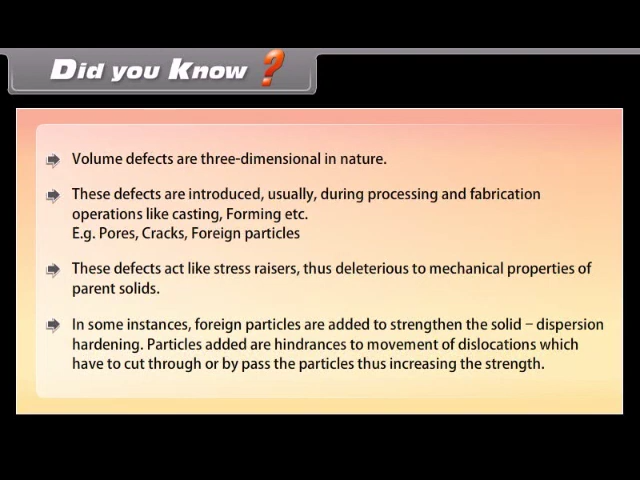 Did you Know ?
Volume defects are three-dimensional in nature.
These defects are introduced, usually, during processing and fabrication
operations like casting, Forming etc.
E.g. Pores, Cracks, Foreign particles
These defects act like stress raisers, thus deleterious to mechanical properties of
parent solids.
In some instances, foreign particles are added to strengthen the solid – dispersion
hardening. Particles added are hindrances to movement of dislocations which
have to cut through or by pass the particles thus increasing the strength.